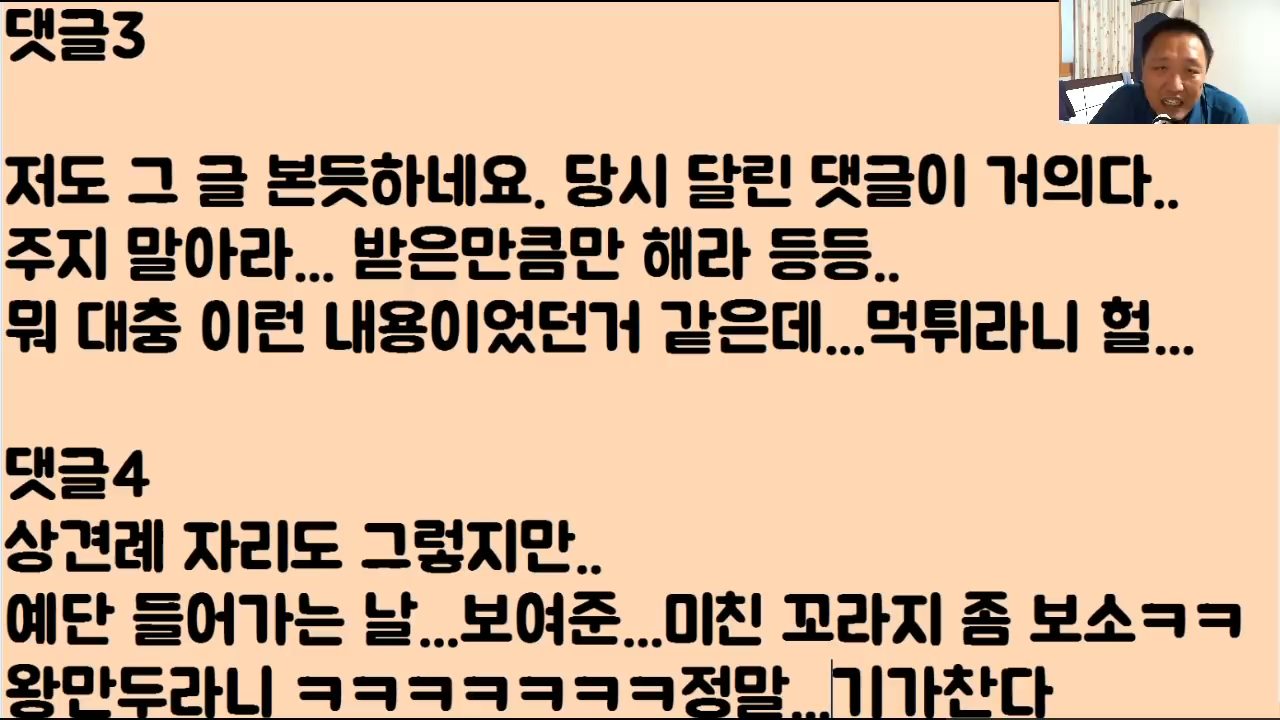 댓글3
저도 그 글 본듯하네요. 당시 달린 댓글이 거의다..
주지 말아라... 받은만큼만 해라 등등..
뭐 대충 이런 내용이었던거 같은데...먹튀라니 헐...
댓글4
상견례 자리도 그렇지만..
예단 들어가는 날...보여준...미친 꼬라지 좀 보소ㅋㅋ
왕만두라니 ㅋㅋㅋㅋㅋㅋㅋ정말...기가찬다